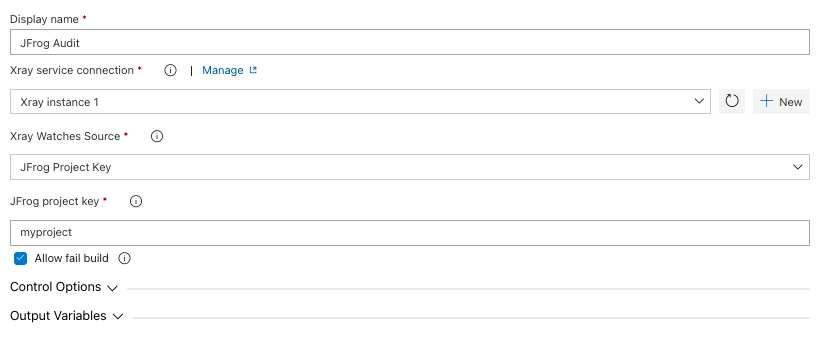 Display name *
JFrog Audit
Xray service connection * | Manage
Xray instance 1
New
Xray Watches Source *
JFrog Project Key
JFrog project key *
myproject
Allow fail build
Control Options
Output Variables